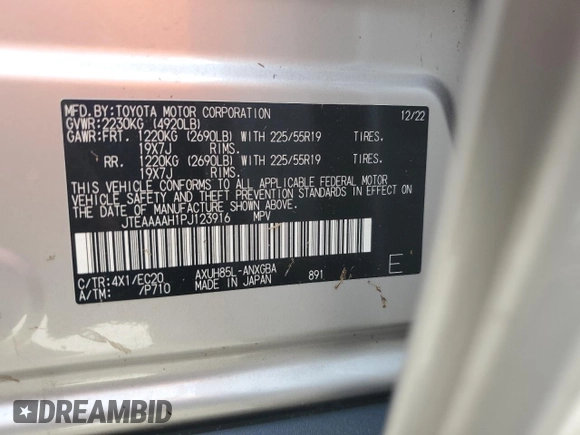 MFD.BY:TOYOTA MOTOR CORPORATION 12/22
GVWR:2230KG (4920LB)
GAWR:FRT. 1220KG (2690LB) WITH 225/55R19 TIRES.
19X7J RIMS.
RR. 1220KG (2690LB) WITH 225/55R19 TIRES.
19X7J RIMS.
THIS VEHICLE CONFORMS TO ALL APPLICABLE FEDERAL MOTOR
VEHICLE SAFETY AND THEFT PREVENTION STANDARDS IN EFFECT
ON THE DATE OF MANUFACTURE SHOWN ABOVE.
JTEAAAAH1PJ123916 MPV
C/TR:4X1/EC20 AXUH85L-ANXGBA
A/TM: /P710 MADE IN JAPAN 891 E
DREAMBID